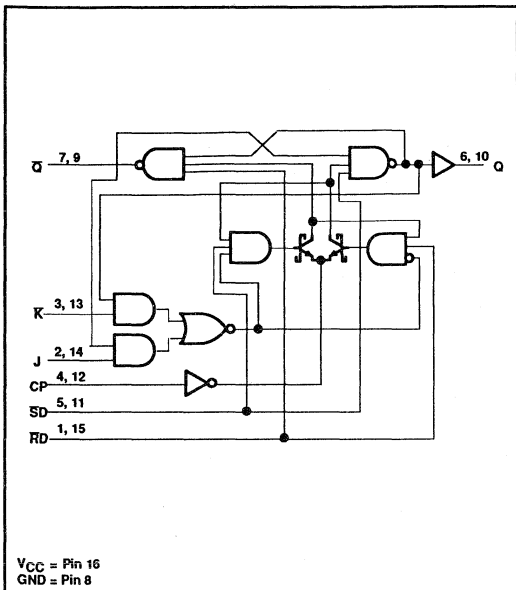 Q̅ 7, 9
6, 10 Q
K̅ 3, 13
J 2, 14
CP 4, 12
S̅D 5, 11
R̅D 1, 15
VCC = Pin 16
GND = Pin 8